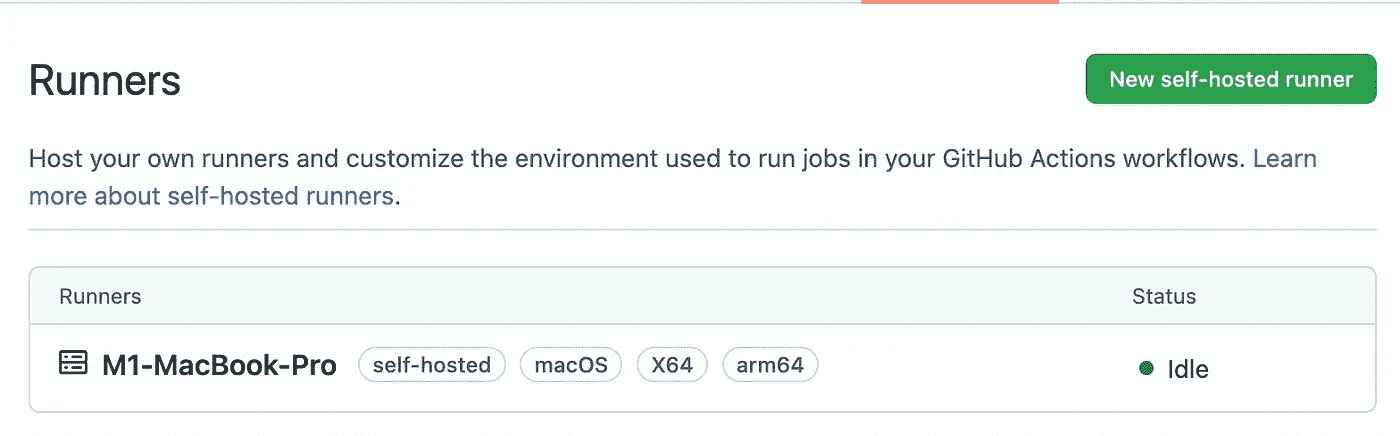 Runners
New self-hosted runner
Host your own runners and customize the environment used to run jobs in your GitHub Actions workflows. Learn
more about self-hosted runners.
Runners Status
M1-MacBook-Pro self-hosted macOS X64 arm64 Idle